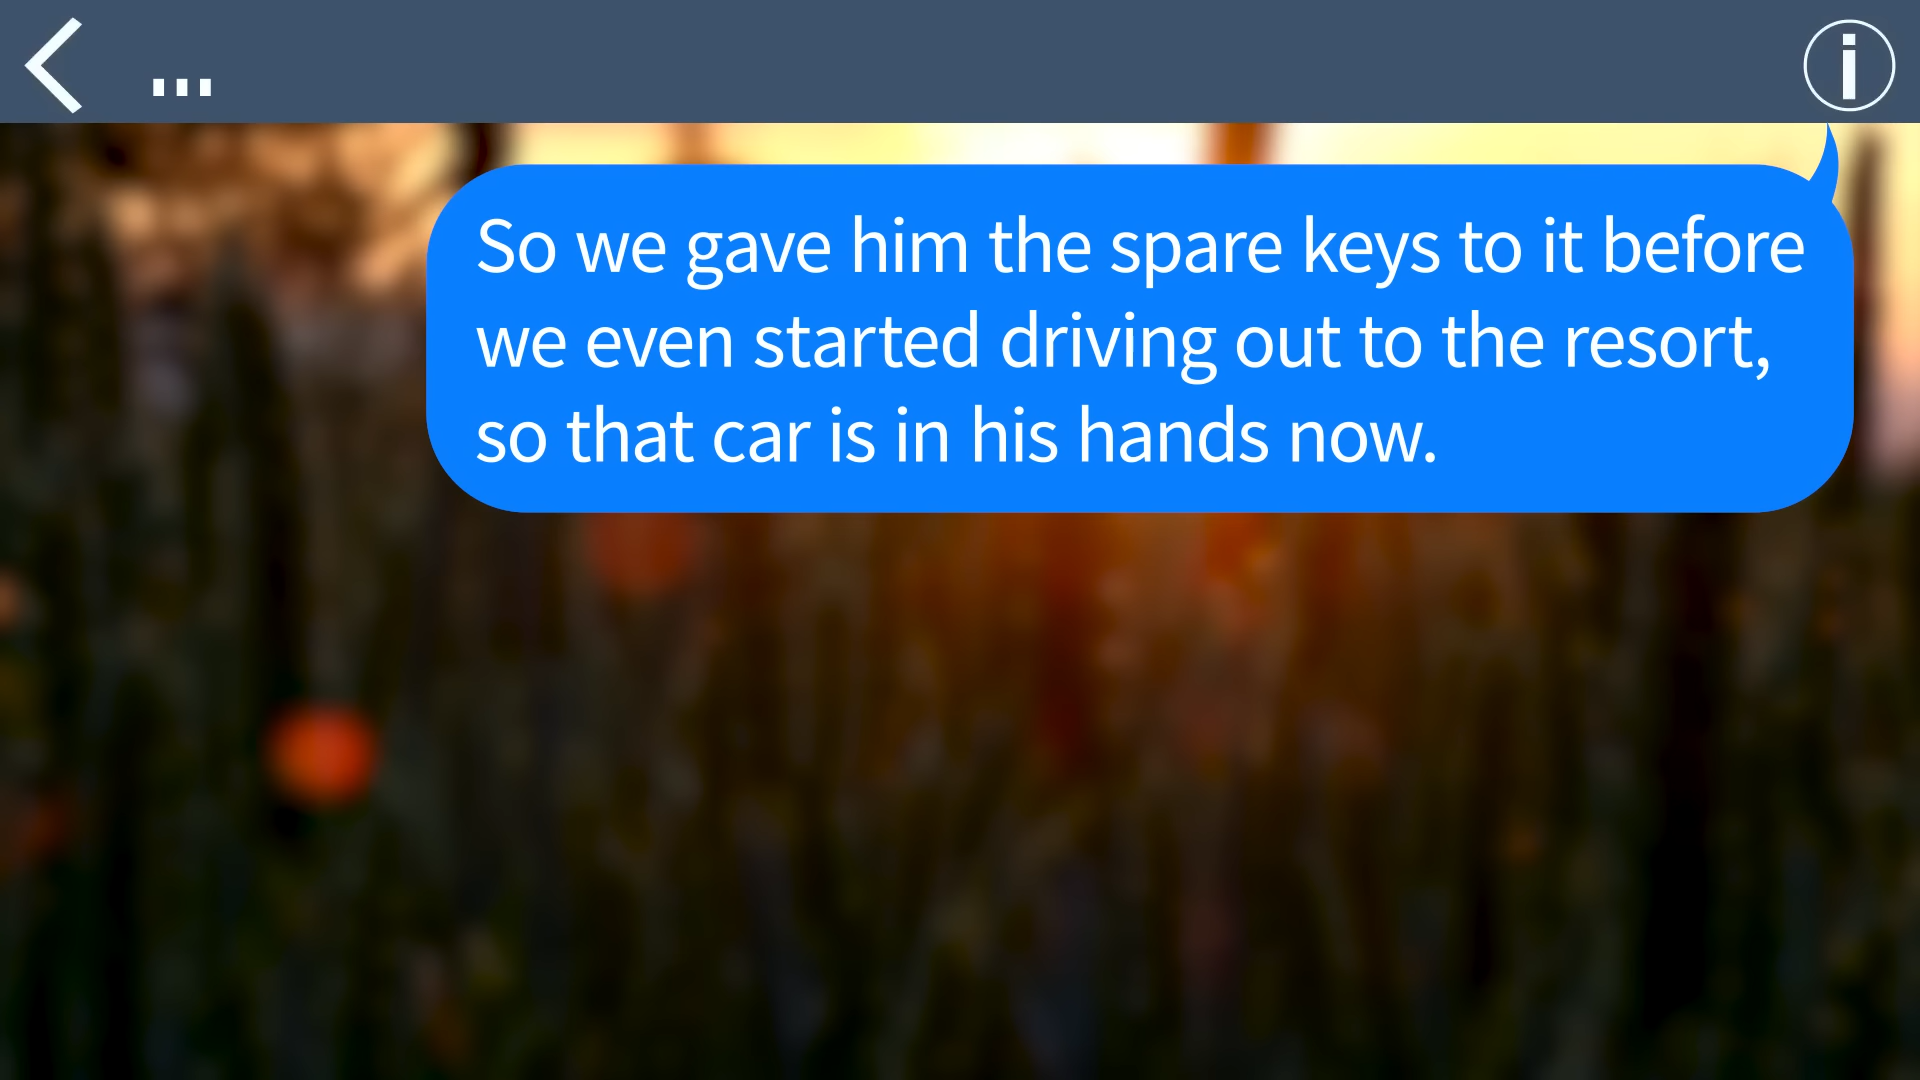 ...
So we gave him the spare keys to it before
we even started driving out to the resort,
so that car is in his hands now.